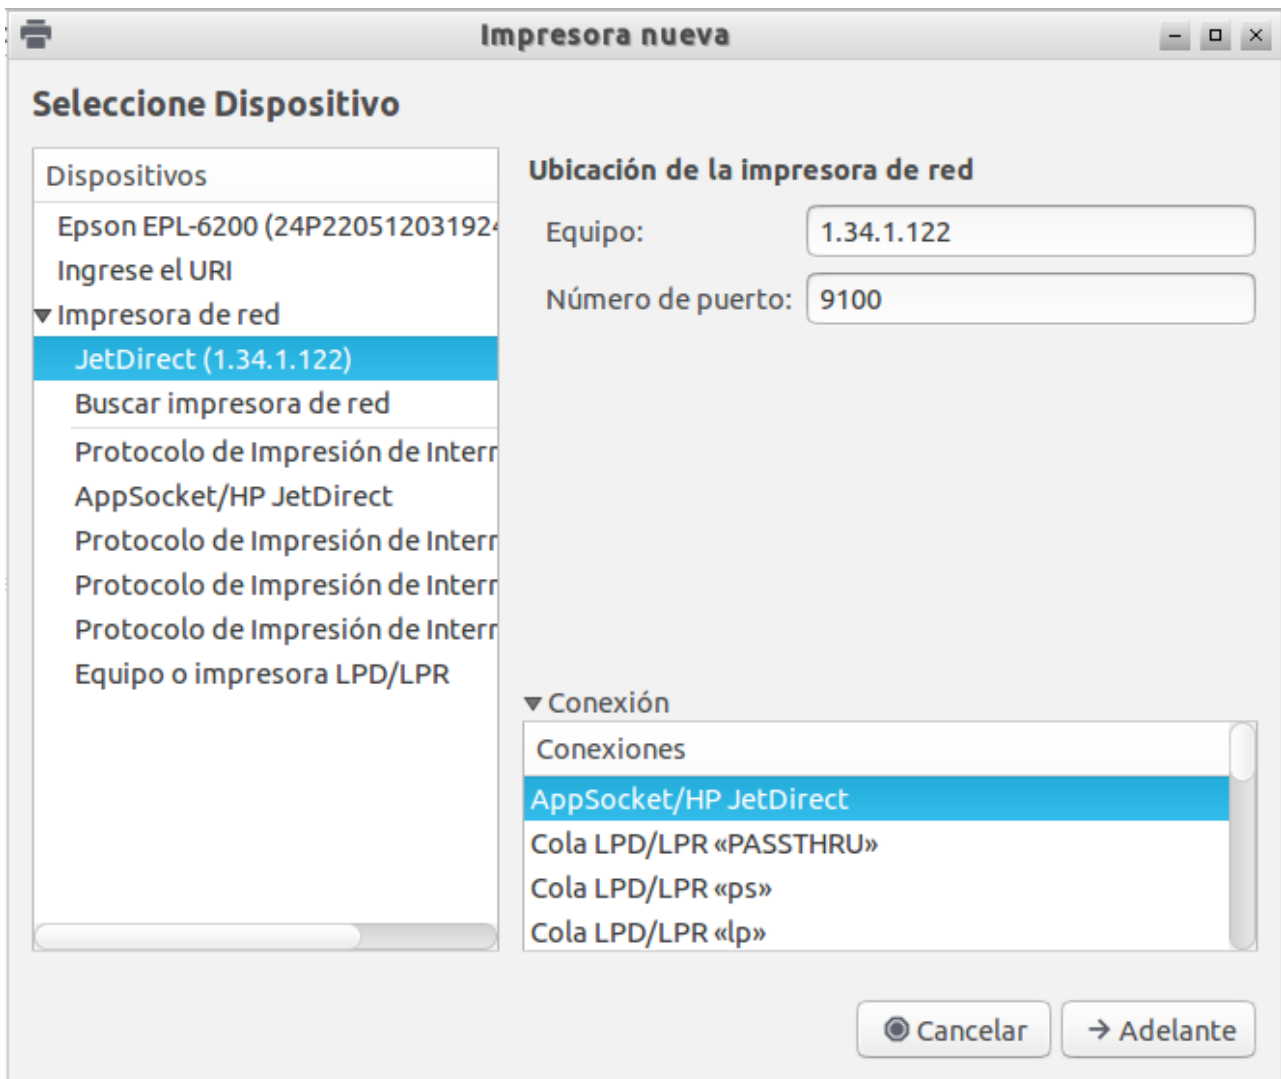 Impresora nueva
Seleccione Dispositivo
Dispositivos
Epson EPL-6200 (24P220512031924
Ingrese el URI
Impresora de red
JetDirect (1.34.1.122)
Buscar impresora de red
Protocolo de Impresión de Interr
AppSocket/HP JetDirect
Protocolo de Impresión de Interr
Protocolo de Impresión de Interr
Protocolo de Impresión de Interr
Equipo o impresora LPD/LPR
Ubicación de la impresora de red
Equipo: 1.34.1.122
Número de puerto: 9100
Conexión
Conexiones
AppSocket/HP JetDirect
Cola LPD/LPR «PASSTHRU»
Cola LPD/LPR «ps»
Cola LPD/LPR «lp»
Cancelar
Adelante